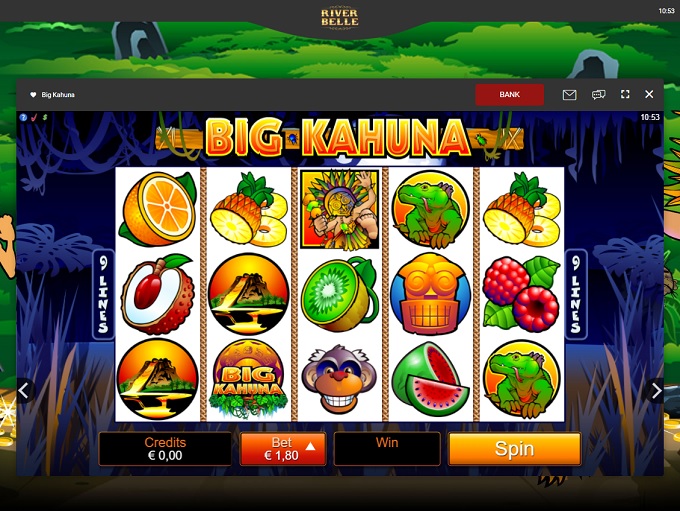 RIVER
BELLE
10:53
Big Kahuna
BANK
10:53
BIG KAHUNA
9 LINES
9 LINES
BIG
KAHUNA
Credits
€ 0,00
Bet
€ 1,80
Win
Spin